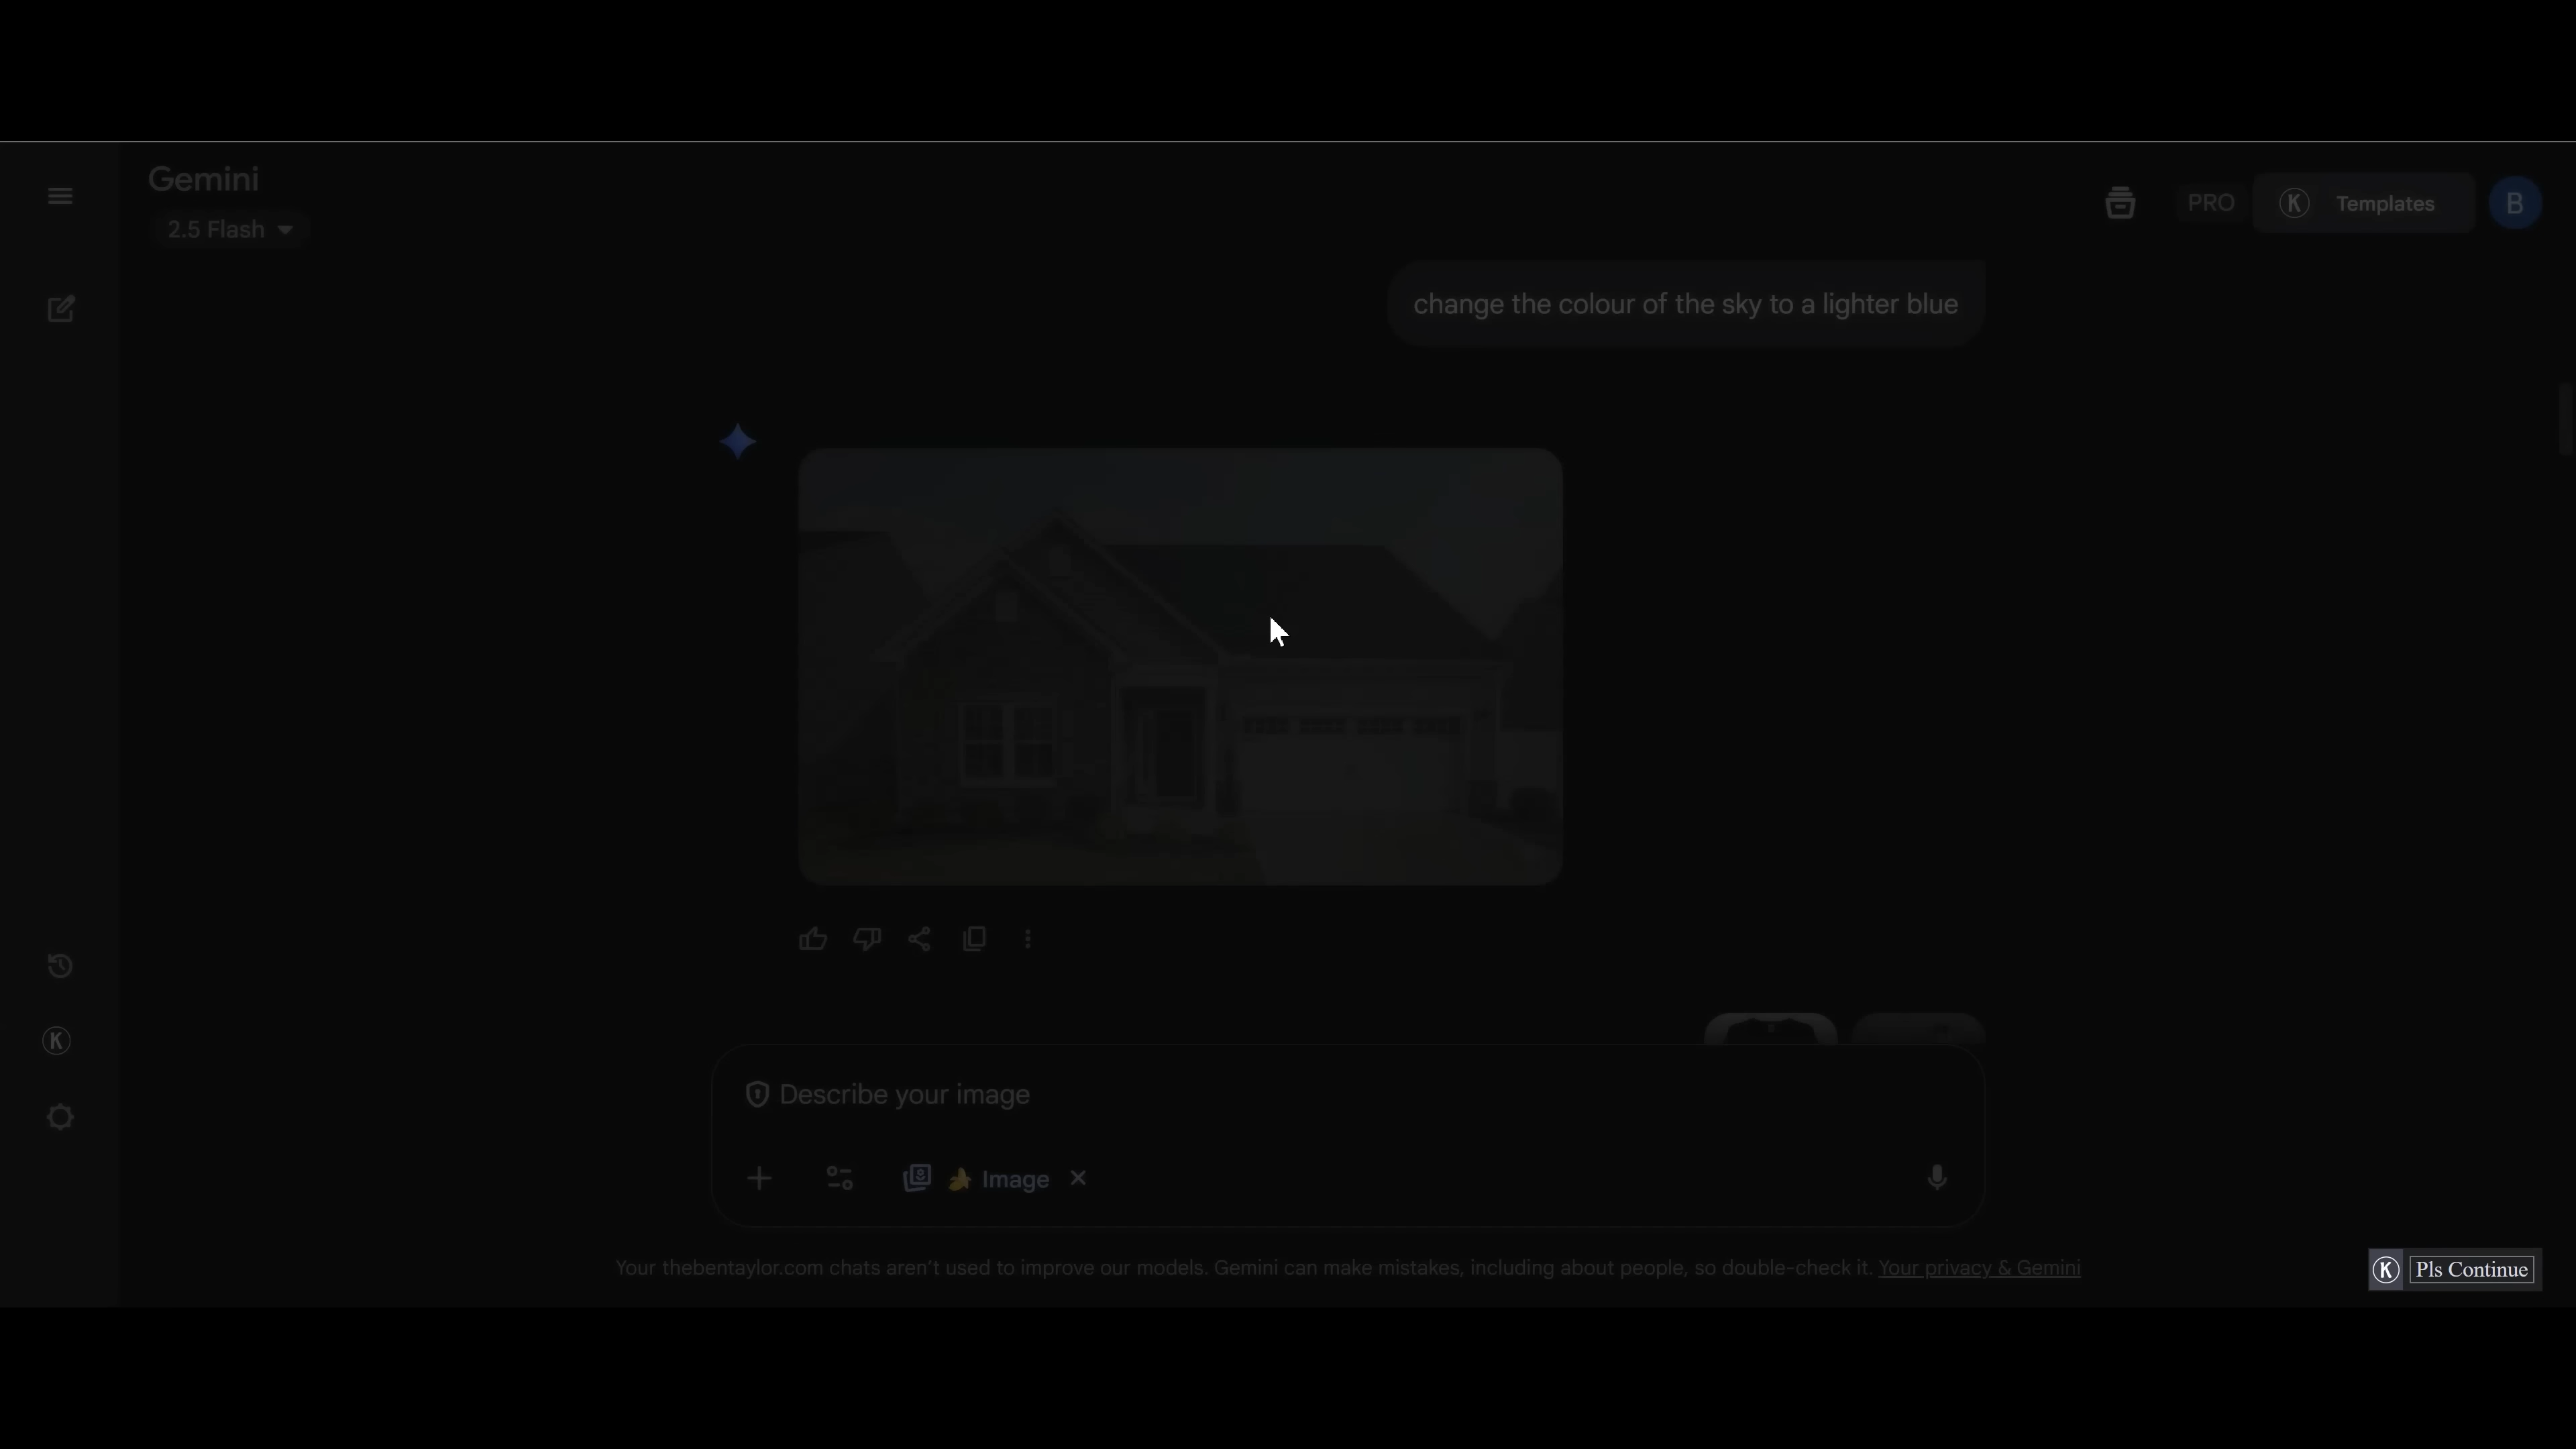 Gemini
2.5 Flash
PRO
K Templates
B
change the colour of the sky to a lighter blue
K
Describe your image
Image
Your thebentaylor.com chats aren't used to improve our models. Gemini can make mistakes, including about people, so double-check it. Your privacy & Gemini
K Pls Continue